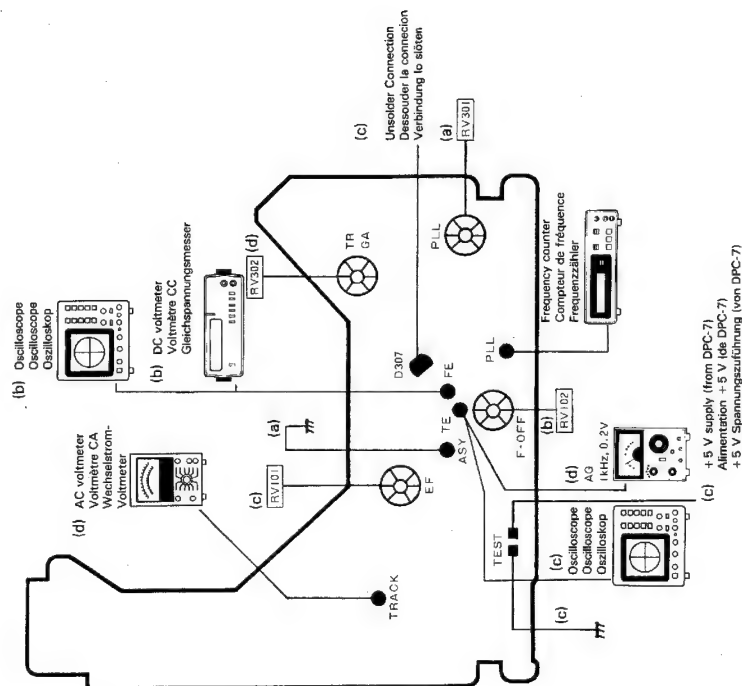 (b) Oscilloscope
Oscilloscope
Oszilloskop
(b) DC voltmeter
Voltmètre CC
Gleichspannungsmesser
(d) AC voltmeter
Voltmètre CA
Wechselstrom-
Voltmeter
(c)
Unsolder Connection
Dessouder la connecion
Verbindung lo slöten
(a)
RV301
PLL
RV302
(d)
TR
GA
(a)
(c)
RV101
EF
D307
FE
TE
ASY
PLL
F-OFF
(b)
RV102
Frequency counter
Compteur de fréquence
Frequenzzähler
TRACK
TEST
(d)
AG
1kHz, 0.2V
(c)
Oscilloscope
Oscilloscope
Oszilloskop
(c)
(c)
+5 V supply (from DPC-7)
Alimentation +5 V (de DPC-7)
+5 V Spannungszuführung (von DPC-7)